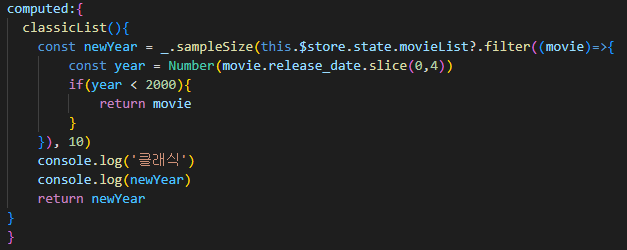 computed:{
classicList(){
const newYear = _.sampleSize(this.$store.state.movieList?.filter((movie)=>{
const year = Number(movie.release_date.slice(0,4))
if(year < 2000){
return movie
}
}), 10)
console.log('클래식')
console.log(newYear)
return newYear
}
}